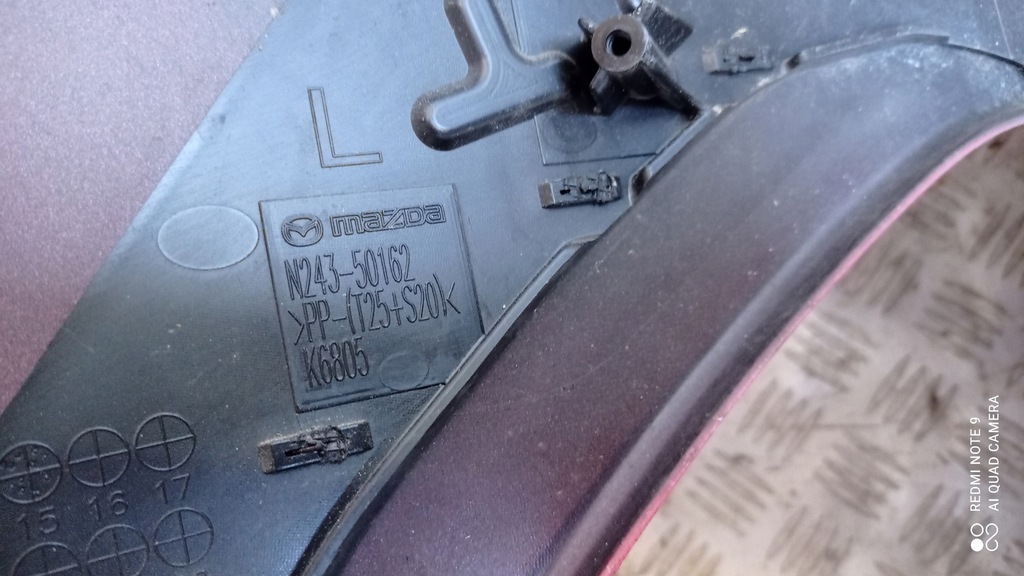 L
mazda
N243-50162
>PP-(T25+S20)<
K6805
15 16 17
REDMI NOTE 9
AI QUAD CAMERA